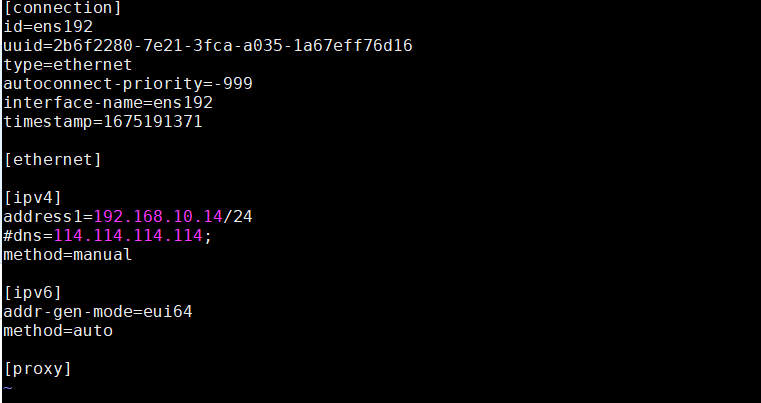 [connection]
id=ens192
uuid=2b6f2280-7e21-3fca-a035-1a67eff76d16
type=ethernet
autoconnect-priority=-999
interface-name=ens192
timestamp=1675191371
[ethernet]
[ipv4]
address1=192.168.10.14/24
#dns=114.114.114.114;
method=manual
[ipv6]
addr-gen-mode=eui64
method=auto
[proxy]
~